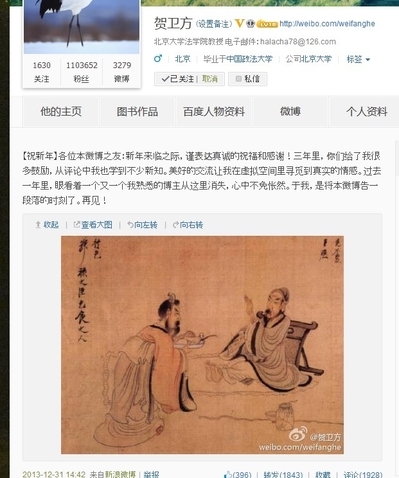 贺卫方 (设置备注) http://weibo.com/weifanghe
北京大学法学院教授 电子邮件:halacha78@126.com
♂ 北京 毕业于中国政法大学 公司北京大学 标签
1630 1103652 3279
关注 粉丝 微博
已关注 | 取消 私信
他的主页 图书作品 百度人物资料 微博 个人资料
【祝新年】各位本微博之友:新年来临之际,谨表达真诚的祝福和感谢!三年里,你们给了我很
多鼓励,从评论中我也学到不少新知。美好的交流让我在虚拟空间里寻觅到真实的情感。过去
一年里,眼看着一个又一个我熟悉的博主从这里消失,心中不免怅然。于我,是将本微博告一
段落的时刻了。再见!
收起 | 查看大图 向左转 向右转
@贺卫方
weibo.com/weifanghe
2013-12-31 14:42 来自新浪微博 | 举报 (396) | 转发(1843) | 收藏 | 评论(1928)